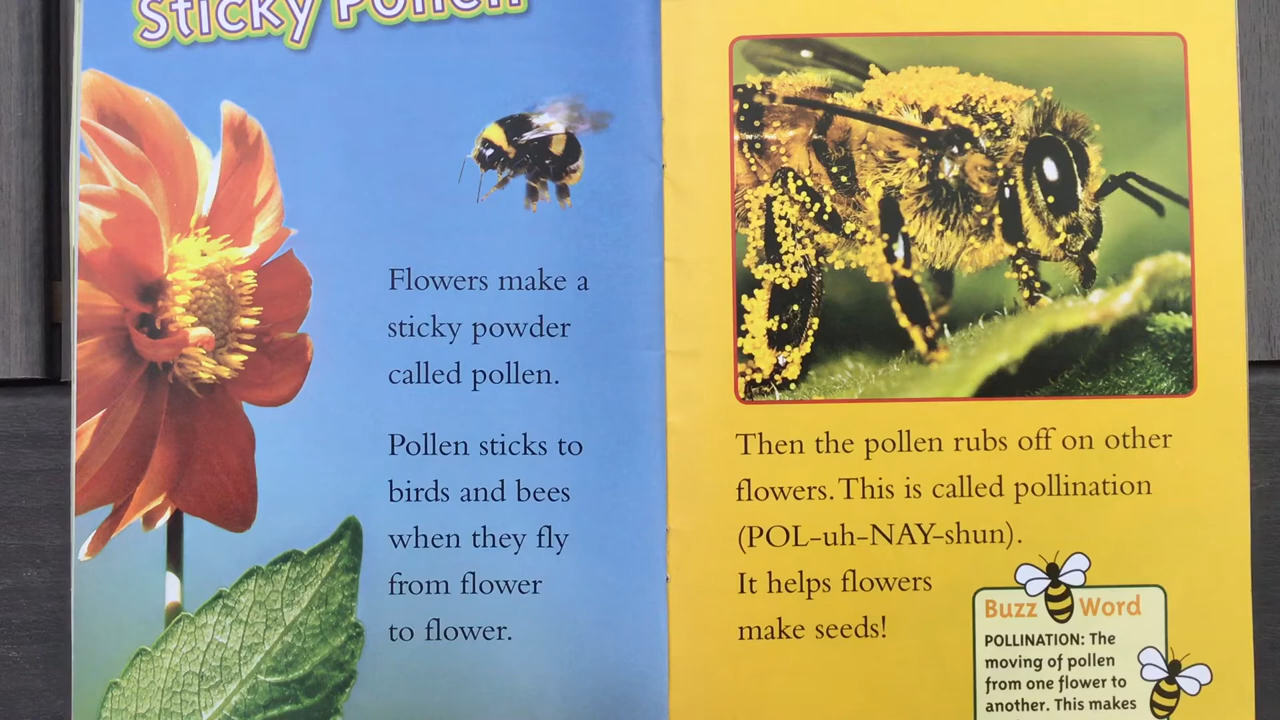 Sticky Pollen
Flowers make a
sticky powder
called pollen.
Pollen sticks to
birds and bees
when they fly
from flower
to flower.
Then the pollen rubs off on other
flowers. This is called pollination
(POL-uh-NAY-shun).
It helps flowers
make seeds!
Buzz Word
POLLINATION: The
moving of pollen
from one flower to
another. This makes